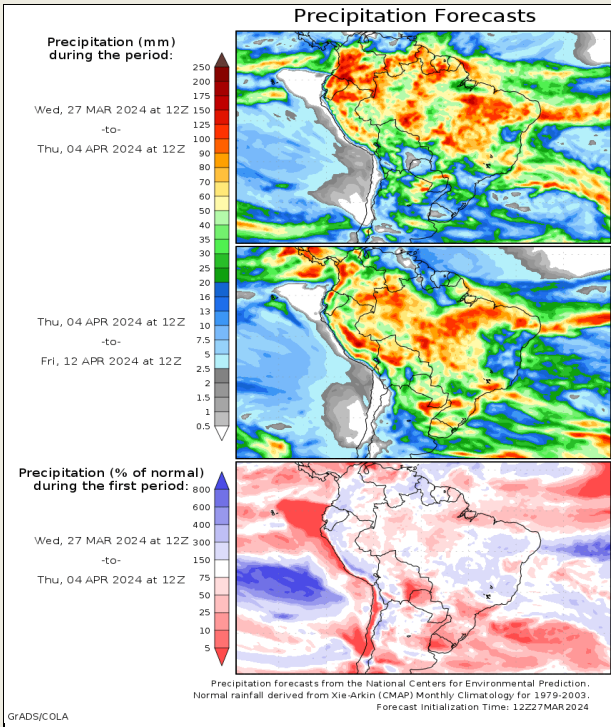 Precipitation Forecasts
Precipitation (mm)
during the period:
Wed, 27 MAR 2024 at 12Z
-to-
Thu, 04 APR 2024 at 12Z
250
200
175
150
125
100
90
80
70
60
50
40
35
30
25
20
16
13
10
7.5
5
2.5
2
1.5
1
0.5
Thu, 04 APR 2024 at 12Z
-to-
Fri, 12 APR 2024 at 12Z
Precipitation (% of normal)
during the first period:
Wed, 27 MAR 2024 at 12Z
-to-
Thu, 04 APR 2024 at 12Z
800
600
400
300
150
75
50
25
10
5
Precipitation forecasts from the National Centers for Environmental Prediction.
Normal rainfall derived from Xie-Arkin (CMAP) Monthly Climatology for 1979-2003.
Forecast Initialization Time: 12Z27MAR2024
GrADS/COLA